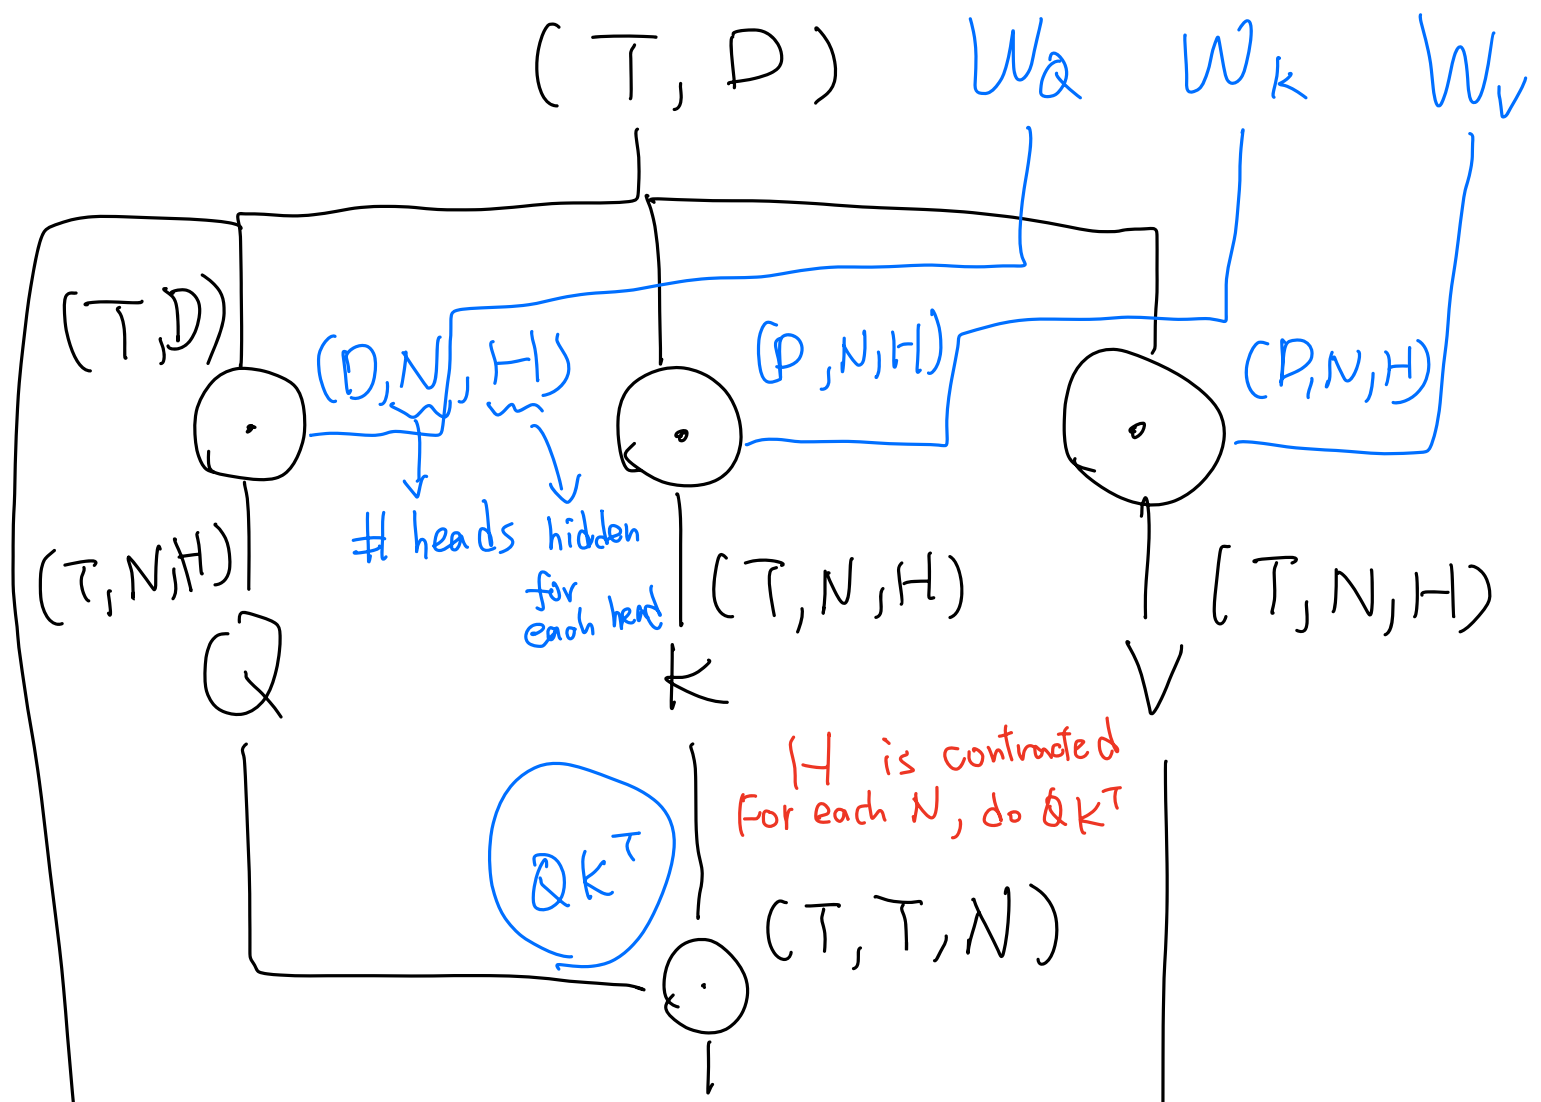 (T, D)
W_Q
W_K
W_V
(T,D)
(D,N,H)
(D,N,H)
(D,N,H)
# heads
hidden
for
each head
(T,N,H)
(T,N,H)
(T,N,H)
Q
K
V
H is contracted
For each N, do QK^T
QK^T
(T,T,N)